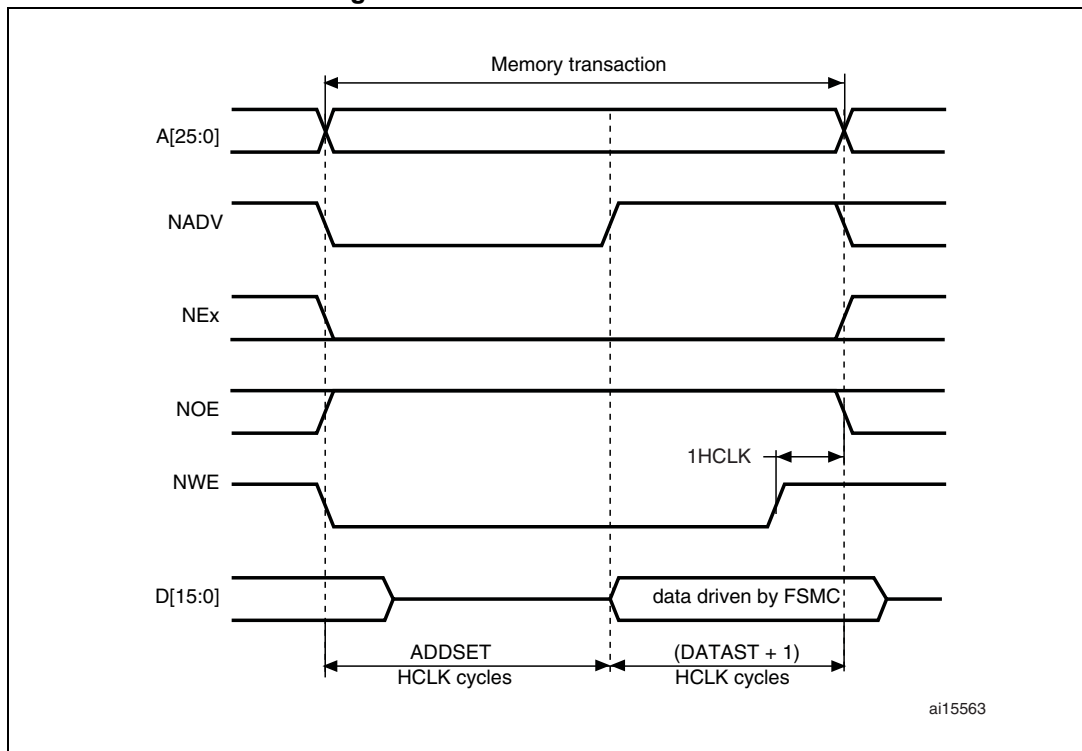 Memory transaction
A[25:0]
NADV
NEx
NOE
1HCLK
NWE
D[15:0]
data driven by FSMC
ADDSET
HCLK cycles
(DATAST + 1)
HCLK cycles
ai15563